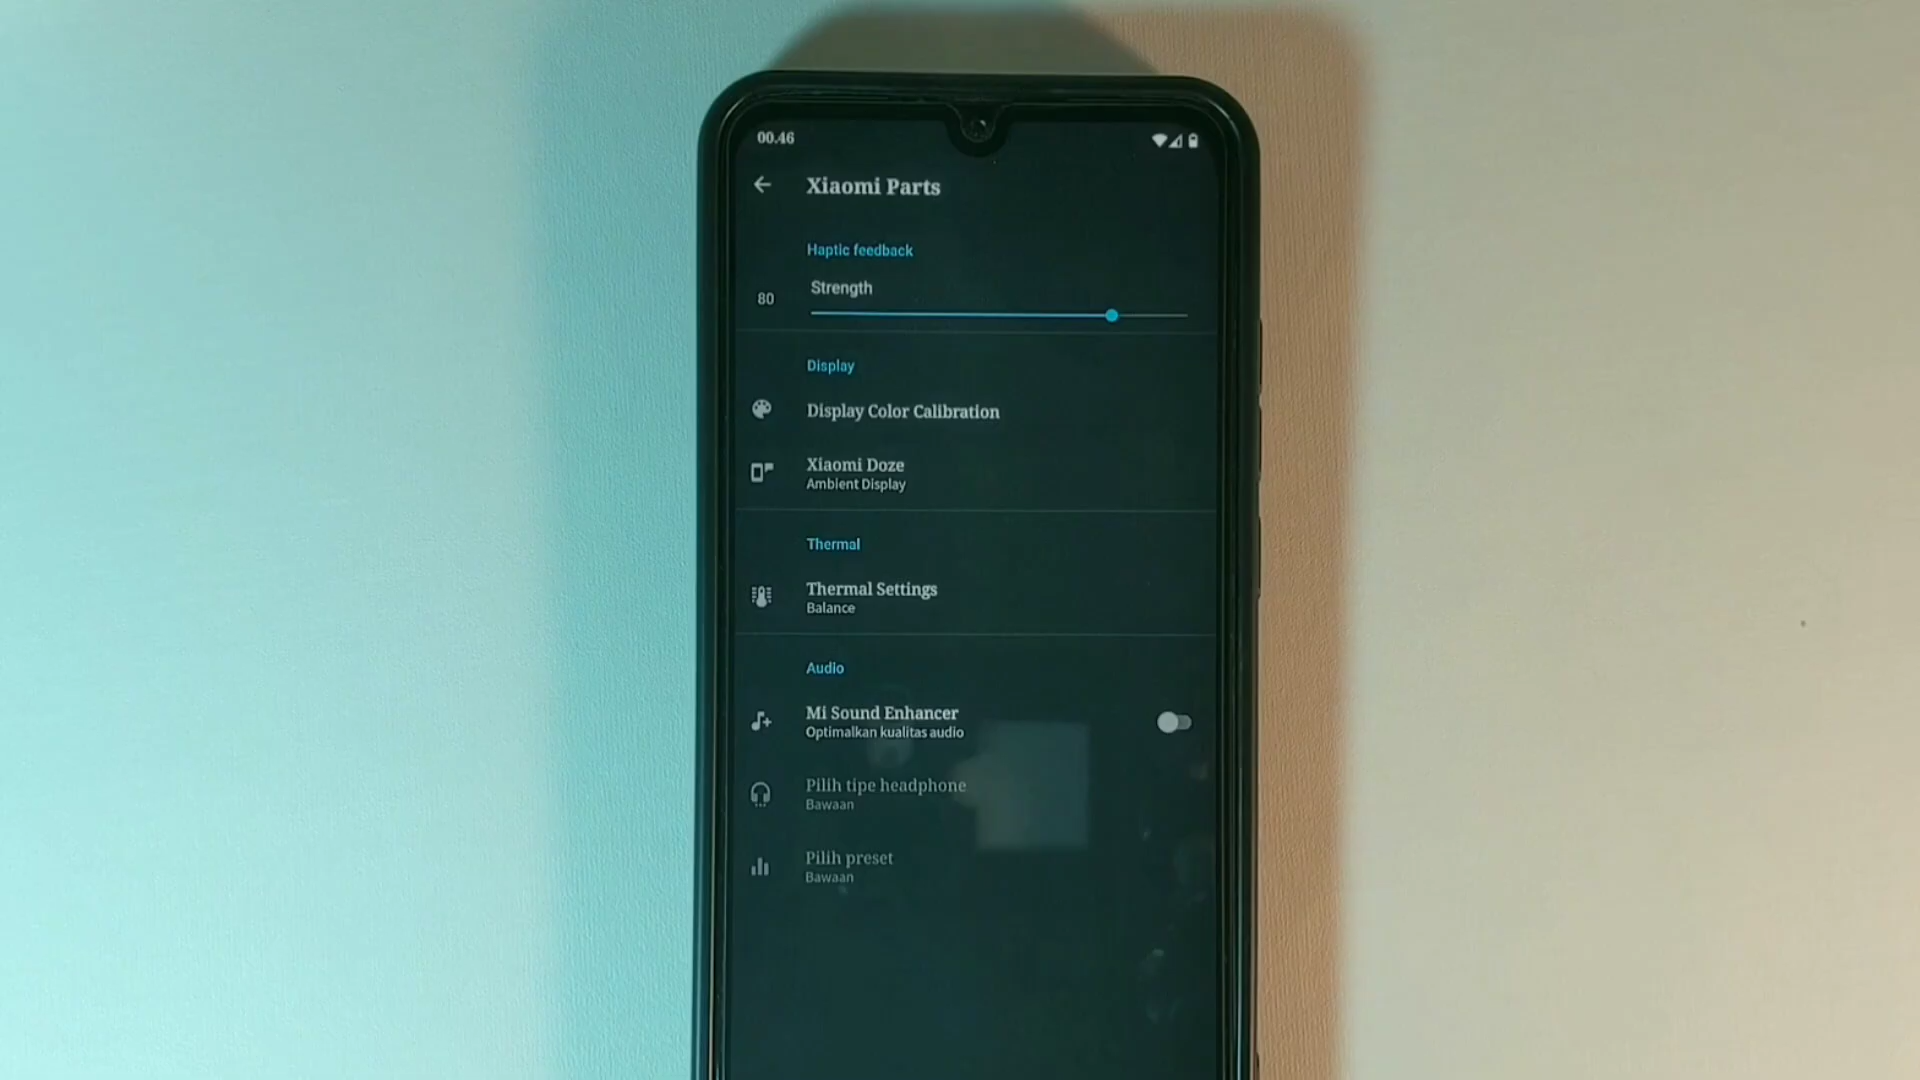 00.46
Xiaomi Parts
Haptic feedback
Strength
80
Display
Display Color Calibration
Xiaomi Doze
Ambient Display
Thermal
Thermal Settings
Balance
Audio
Mi Sound Enhancer
Optimalkan kualitas audio
Pilih tipe headphone
Bawaan
Pilih preset
Bawaan